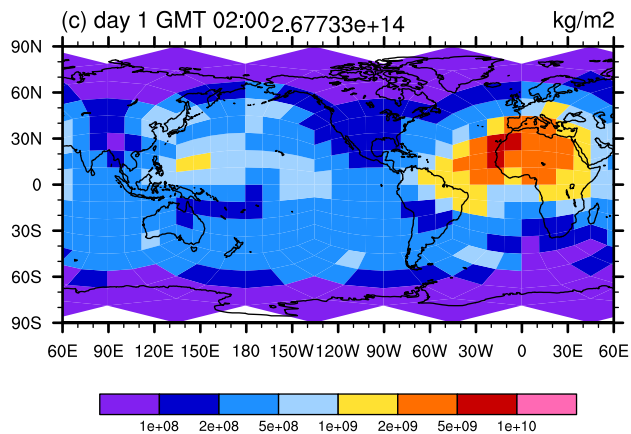 (c) day 1 GMT 02:00 2.67733e+14 kg/m2
90N
60N
30N
0
30S
60S
90S
60E 90E 120E 150E 180 150W 120W 90W 60W 30W 0 30E 60E
1e+08 2e+08 5e+08 1e+09 2e+09 5e+09 1e+10